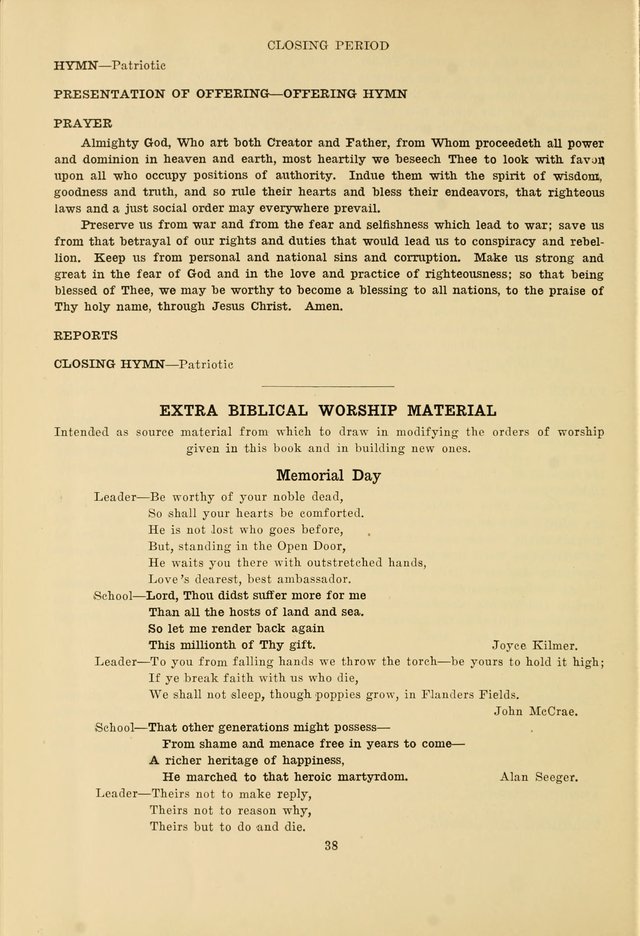 CLOSING PERIOD
HYMN—Patriotic
PRESENTATION OF OFFERING—OFFERING HYMN
PRAYER
Almighty God, Who art both Creator and Father, from Whom proceedeth all power
and dominion in heaven and earth, most heartily we beseech Thee to look with favor
upon all who occupy positions of authority. Indue them with the spirit of wisdom,
goodness and truth, and so rule their hearts and bless their endeavors, that righteous
laws and a just social order may everywhere prevail.
Preserve us from war and from the fear and selfishness which lead to war; save us
from that betrayal of our rights and duties that would lead us to conspiracy and rebel-
lion. Keep us from personal and national sins and corruption. Make us strong and
great in the fear of God and in the love and practice of righteousness; so that being
blessed of Thee, we may be worthy to become a blessing to all nations, to the praise of
Thy holy name, through Jesus Christ. Amen.
REPORTS
CLOSING HYMN—Patriotic
EXTRA BIBLICAL WORSHIP MATERIAL
Intended as source material from which to draw in modifying the orders of worship
given in this book and in building new ones.
Memorial Day
Leader—Be worthy of your noble dead,
So shall your hearts be comforted.
He is not lost who goes before,
But, standing in the Open Door,
He waits you there with outstretched hands,
Love's dearest, best ambassador.
School—Lord, Thou didst suffer more for me
Than all the hosts of land and sea.
So let me render back again
This millionth of Thy gift. Joyce Kilmer.
Leader—To you from falling hands we throw the torch—be yours to hold it high;
If ye break faith with us who die,
We shall not sleep, though poppies grow, in Flanders Fields.
John McCrae.
School—That other generations might possess—
From shame and menace free in years to come—
A richer heritage of happiness,
He marched to that heroic martyrdom. Alan Seeger.
Leader—Theirs not to make reply,
Theirs not to reason why,
Theirs but to do and die.
38